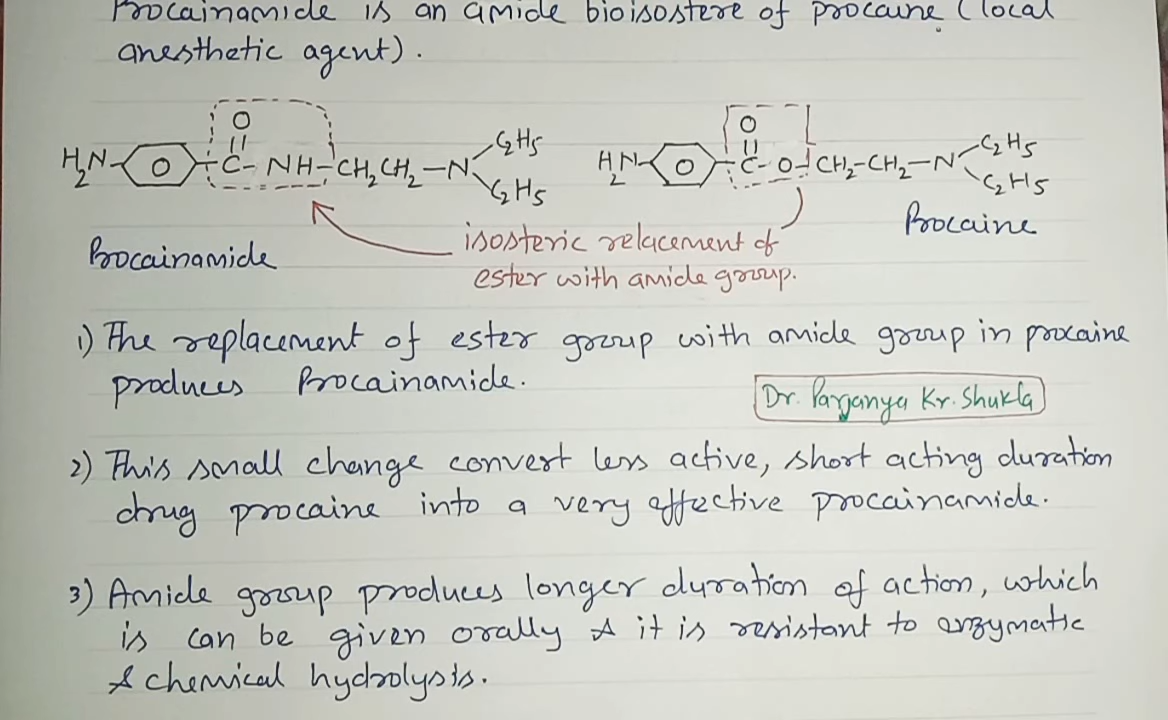 Procainamide is an amide bioisostere of procaine (local
anesthetic agent).
H2N- -C(=O)-NH-CH2CH2-N(C2H5)C2H5
H2N- -C(=O)-O-CH2-CH2-N(C2H5)C2H5
Procaine
Procainamide
isosteric relacement of
ester with amide group.
1) The replacement of ester group with amide group in procaine
produces Procainamide.
Dr. Parjanya Kr. Shukla
2) This small change convert less active, short acting duration
drug procaine into a very effective procainamide.
3) Amide group produces longer duration of action, which
is can be given orally & it is resistant to enzymatic
& chemical hydrolysis.